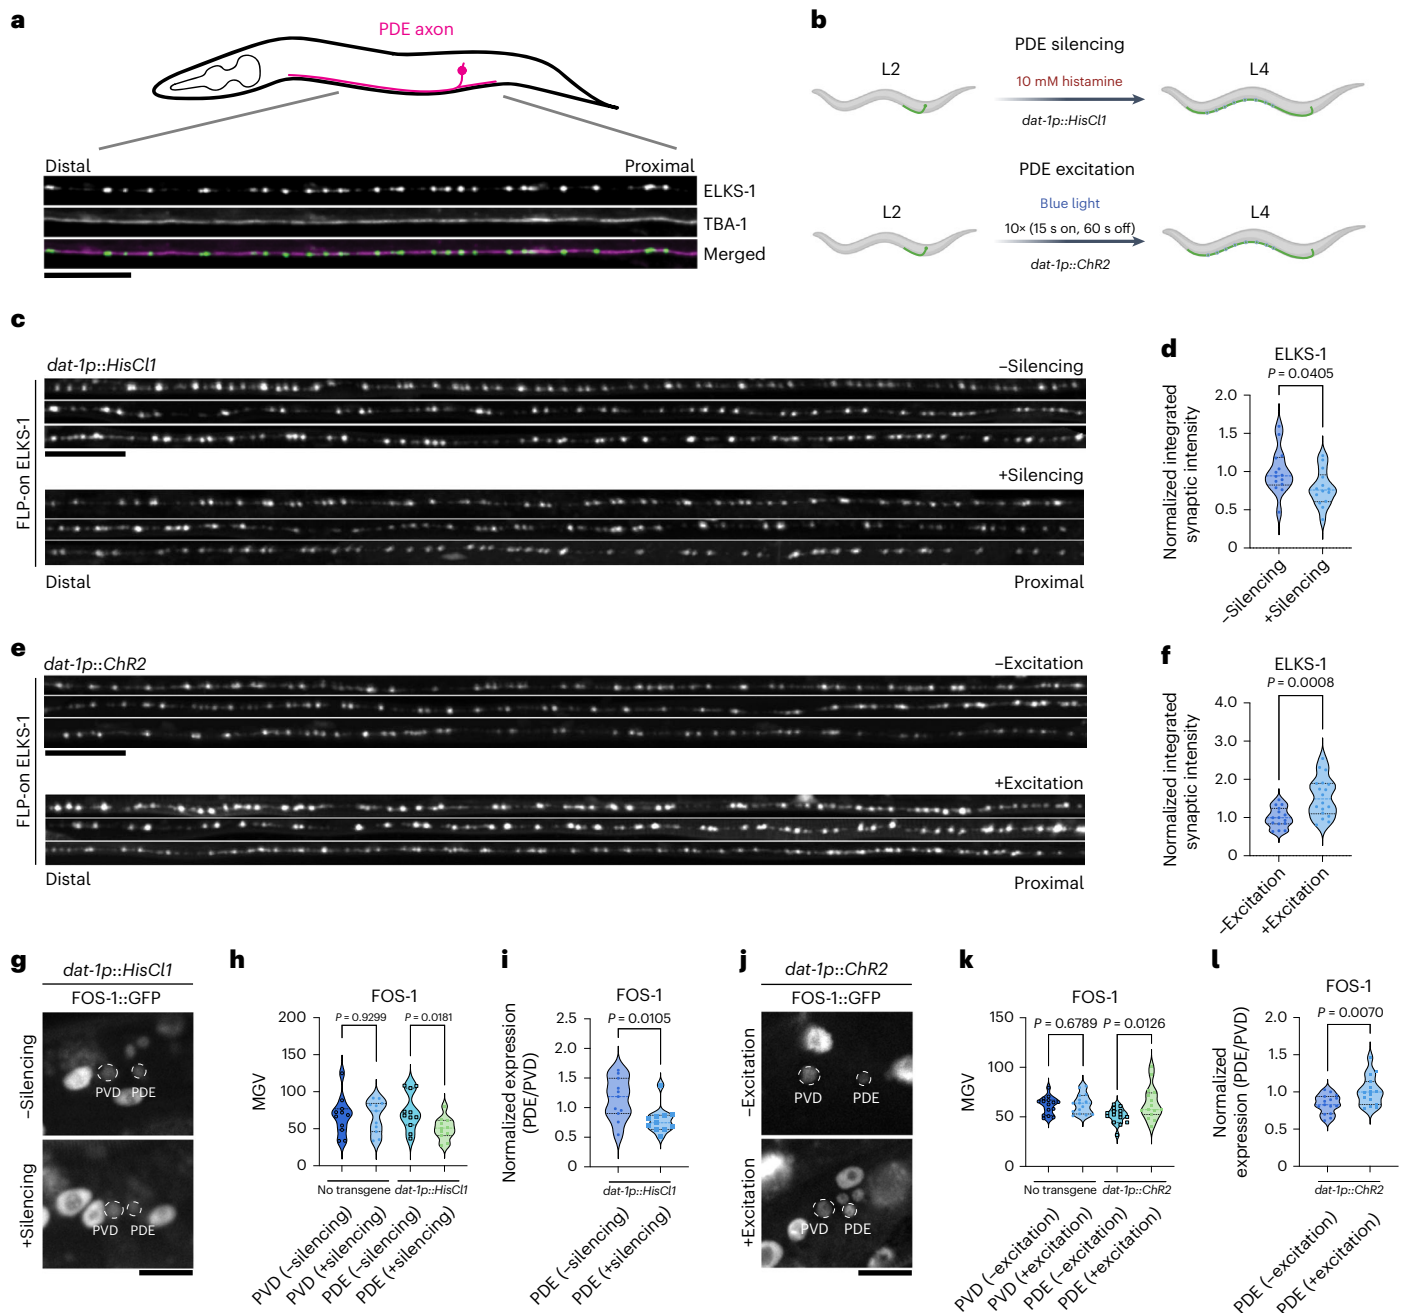 a
PDE axon
Distal
Proximal
ELKS-1
TBA-1
Merged
b
PDE silencing
L2
10 mM histamine
dat-1p::HisCl1
L4
PDE excitation
L2
Blue light
10× (15 s on, 60 s off)
dat-1p::ChR2
L4
c
dat-1p::HisCl1
–Silencing
FLP-on ELKS-1
+Silencing
Distal
Proximal
d
ELKS-1
P = 0.0405
Normalized integrated
synaptic intensity
2.0
1.5
1.0
0.5
0
–Silencing
+Silencing
e
dat-1p::ChR2
–Excitation
FLP-on ELKS-1
+Excitation
Distal
Proximal
f
ELKS-1
P = 0.0008
Normalized integrated
synaptic intensity
4.0
3.0
2.0
1.0
0
–Excitation
+Excitation
g
dat-1p::HisCl1
FOS-1::GFP
–Silencing
PVD
PDE
+Silencing
PVD
PDE
h
FOS-1
P = 0.9299
P = 0.0181
MGV
200
150
100
50
0
No transgene
dat-1p::HisCl1
PVD (–silencing)
PVD (+silencing)
PDE (–silencing)
PDE (+silencing)
i
FOS-1
P = 0.0105
Normalized expression
(PDE/PVD)
2.5
2.0
1.5
1.0
0.5
0
dat-1p::HisCl1
PDE (–silencing)
PDE (+silencing)
j
dat-1p::ChR2
FOS-1::GFP
–Excitation
PVD
PDE
+Excitation
PVD
PDE
k
FOS-1
P = 0.6789
P = 0.0126
MGV
150
100
50
0
No transgene
dat-1p::ChR2
PVD (–excitation)
PVD (+excitation)
PDE (–excitation)
PDE (+excitation)
l
FOS-1
P = 0.0070
Normalized
expression (PDE/PVD)
2.0
1.5
1.0
0.5
0
dat-1p::ChR2
PDE (–excitation)
PDE (+excitation)